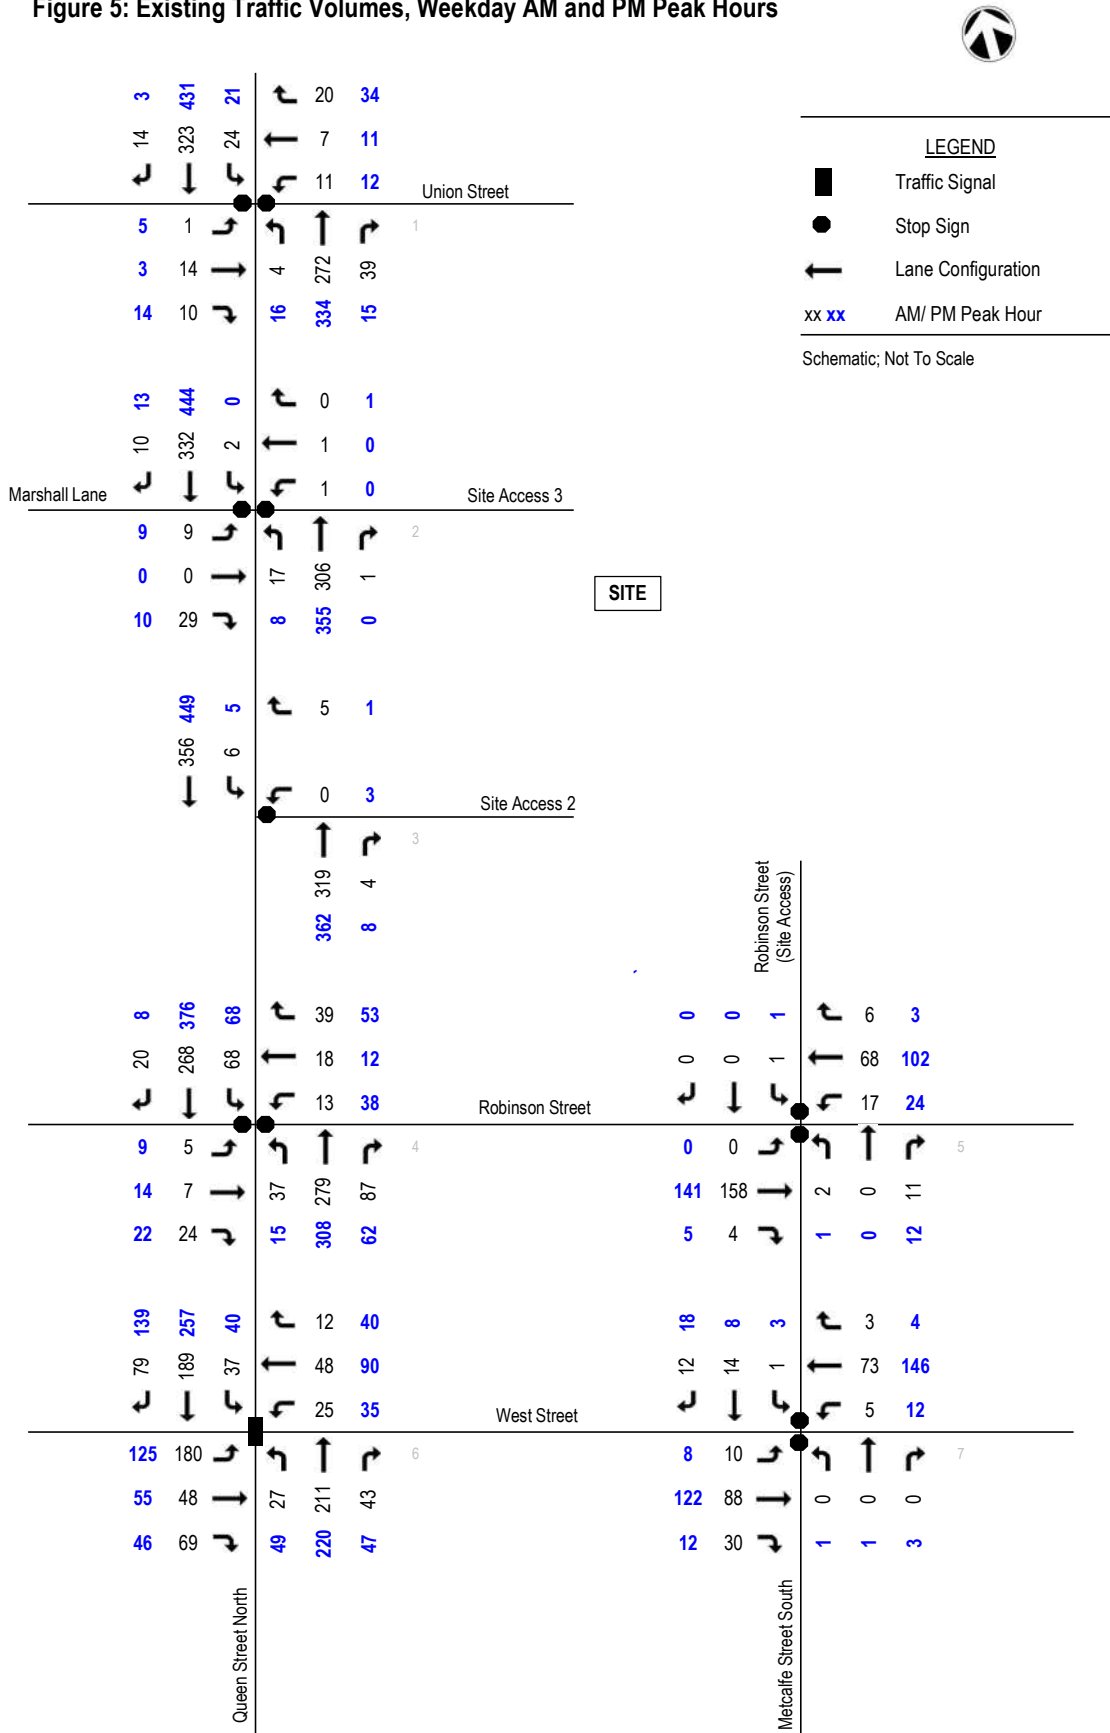 Figure 5: Existing Traffic Volumes, Weekday AM and PM Peak Hours
LEGEND
Traffic Signal
Stop Sign
Lane Configuration
xx xx AM/ PM Peak Hour
Schematic; Not To Scale
3 431 21 20 34
14 323 24 7 11
11 12
Union Street
5 1 1
3 14 4 272 39
14 10 16 334 15
13 444 0 0 1
10 332 2 1 0
1 0
Marshall Lane
Site Access 3
9 9 2
0 0 17 306 1
10 29 8 355 0
SITE
449 5 5 1
356 6
0 3
Site Access 2
3
319 4
362 8
Robinson Street
(Site Access)
8 376 68 39 53
20 268 68 18 12
13 38
Robinson Street
9 5 4
14 7 37 279 87
22 24 15 308 62
0 0 1 6 3
0 0 1 68 102
17 24
0 0 5
141 158 2 0 11
5 4 1 0 12
139 257 40 12 40
79 189 37 48 90
25 35
West Street
125 180 6
55 48 27 211 43
46 69 49 220 47
18 8 3 3 4
12 14 1 73 146
5 12
8 10 7
122 88 0 0 0
12 30 1 1 3
Queen Street North
Metcalfe Street South